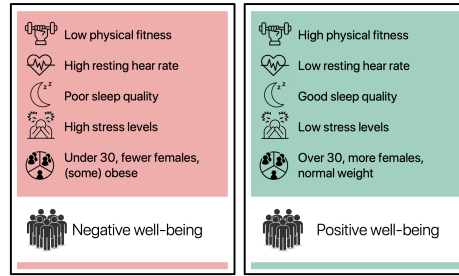 Low physical fitness
High resting hear rate
Poor sleep quality
High stress levels
Under 30, fewer females,
(some) obese
Negative well-being
High physical fitness
Low resting hear rate
Good sleep quality
Low stress levels
Over 30, more females,
normal weight
Positive well-being